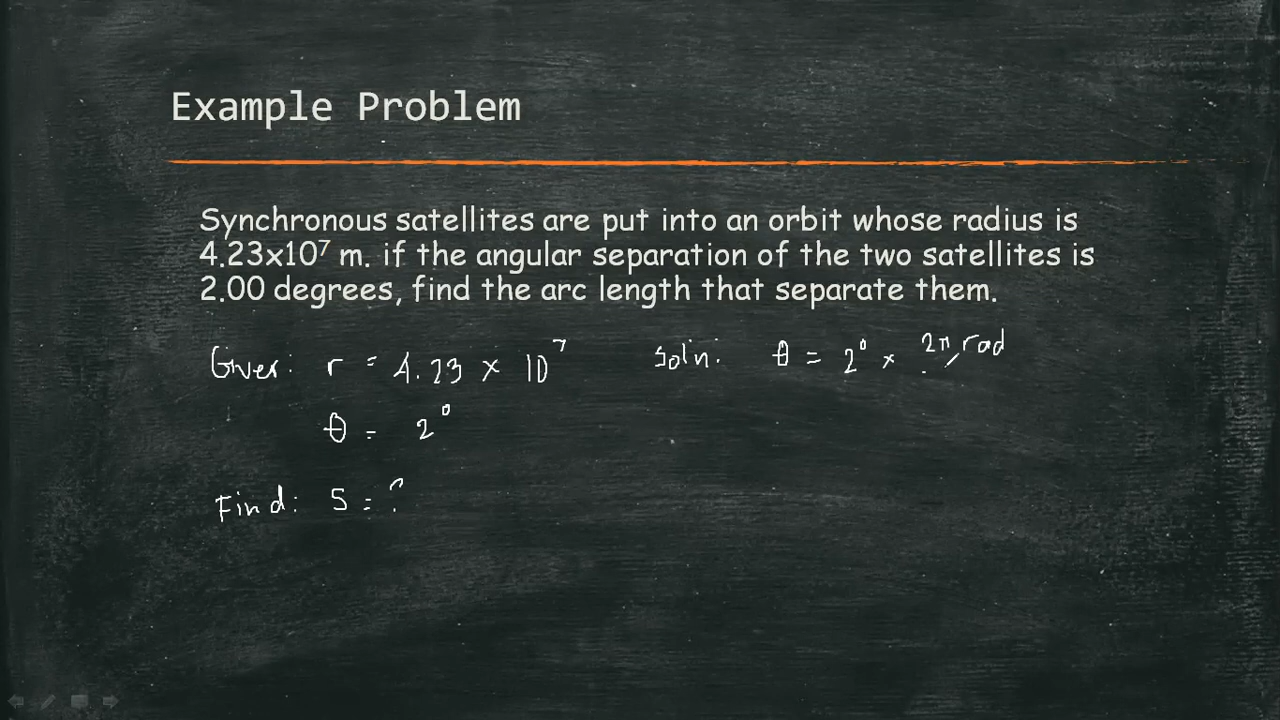 Example Problem
Synchronous satellites are put into an orbit whose radius is
4.23x10⁷ m. if the angular separation of the two satellites is
2.00 degrees, find the arc length that separate them.
Given: r = 4.23 × 10⁷
Soln: θ = 2° × 2π rad
θ = 2°
Find: S = ?